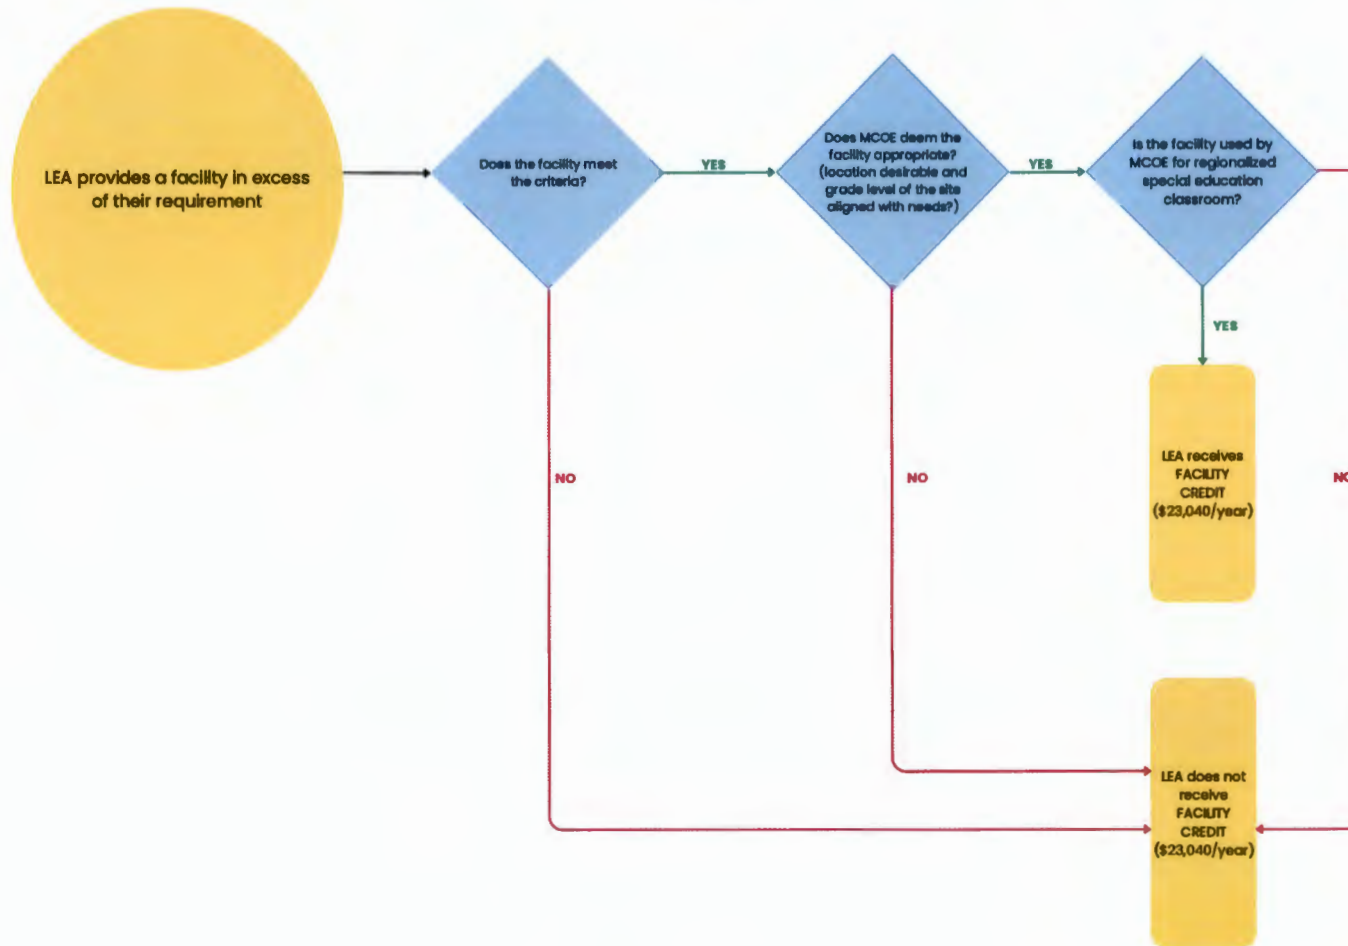 LEA provides a facility in excess
of their requirement
Does the facility meet
the criteria?
YES
Does MCOE deem the
facility appropriate?
(location desirable and
grade level of the site
aligned with needs?)
YES
Is the facility used by
MCOE for regionalized
special education
classroom?
YES
LEA receives
FACILITY
CREDIT
($23,040/year)
NO
NO
NO
LEA does not
receive
FACILITY
CREDIT
($23,040/year)